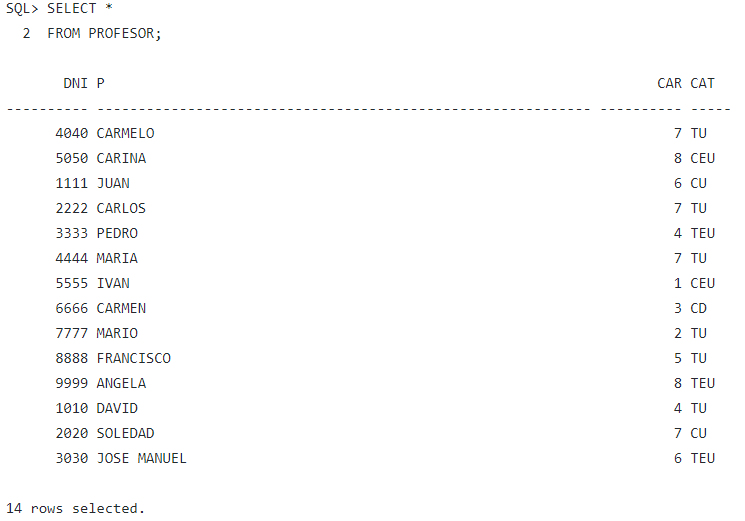 SQL> SELECT *
  2  FROM PROFESOR;
       DNI P                                                                   CAR CAT
---------- ------------------------------------------------------------ ---------- -----
      4040 CARMELO                                                               7 TU
      5050 CARINA                                                                8 CEU
      1111 JUAN                                                                  6 CU
      2222 CARLOS                                                                7 TU
      3333 PEDRO                                                                 4 TEU
      4444 MARIA                                                                 7 TU
      5555 IVAN                                                                  1 CEU
      6666 CARMEN                                                                3 CD
      7777 MARIO                                                                 2 TU
      8888 FRANCISCO                                                             5 TU
      9999 ANGELA                                                                8 TEU
      1010 DAVID                                                                 4 TU
      2020 SOLEDAD                                                               7 CU
      3030 JOSE MANUEL                                                           6 TEU
14 rows selected.